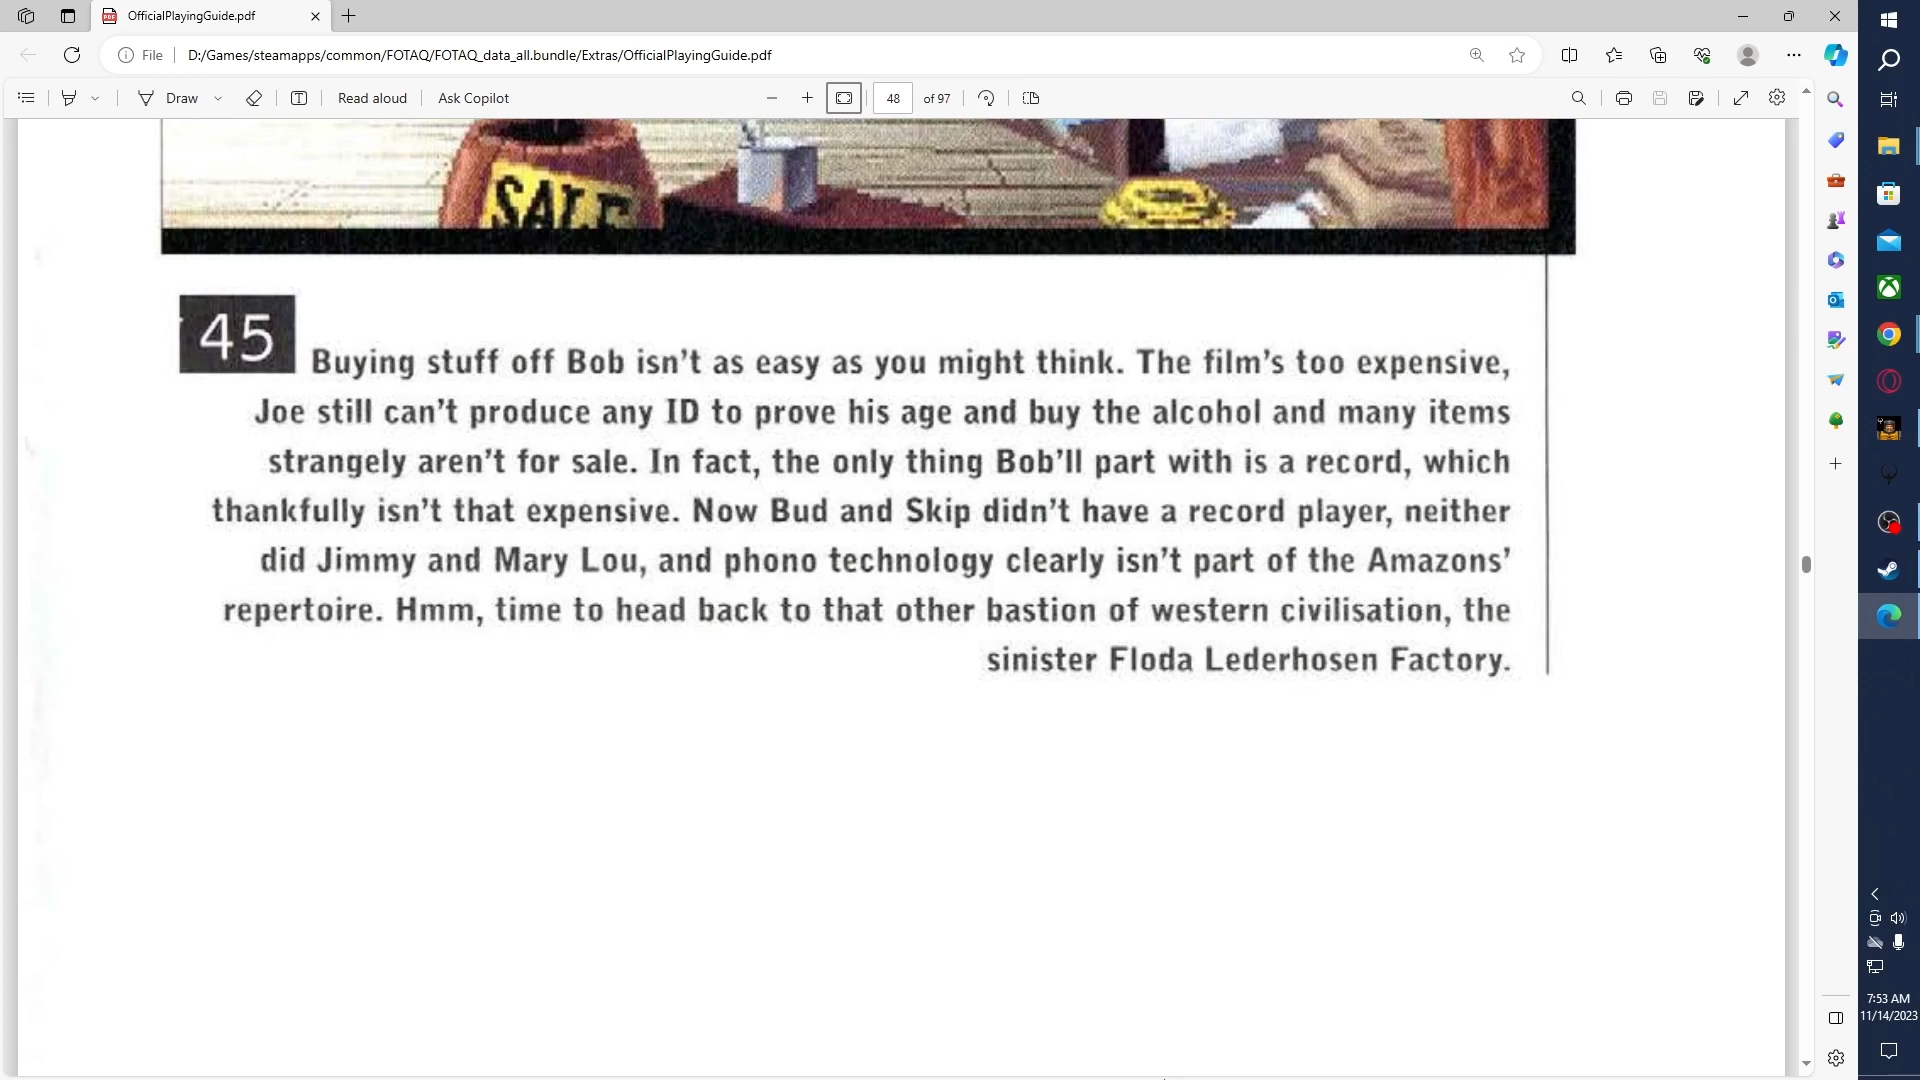 OfficialPlayingGuide.pdf
File
D:/Games/steamapps/common/FOTAQ/FOTAQ_data_all.bundle/Extras/OfficialPlayingGuide.pdf
Draw
Read aloud
Ask Copilot
48
of 97
SALE
45
Buying stuff off Bob isn't as easy as you might think. The film's too expensive,
Joe still can't produce any ID to prove his age and buy the alcohol and many items
strangely aren't for sale. In fact, the only thing Bob'll part with is a record, which
thankfully isn't that expensive. Now Bud and Skip didn't have a record player, neither
did Jimmy and Mary Lou, and phono technology clearly isn't part of the Amazons'
repertoire. Hmm, time to head back to that other bastion of western civilisation, the
sinister Floda Lederhosen Factory.
7:53 AM
11/14/2023